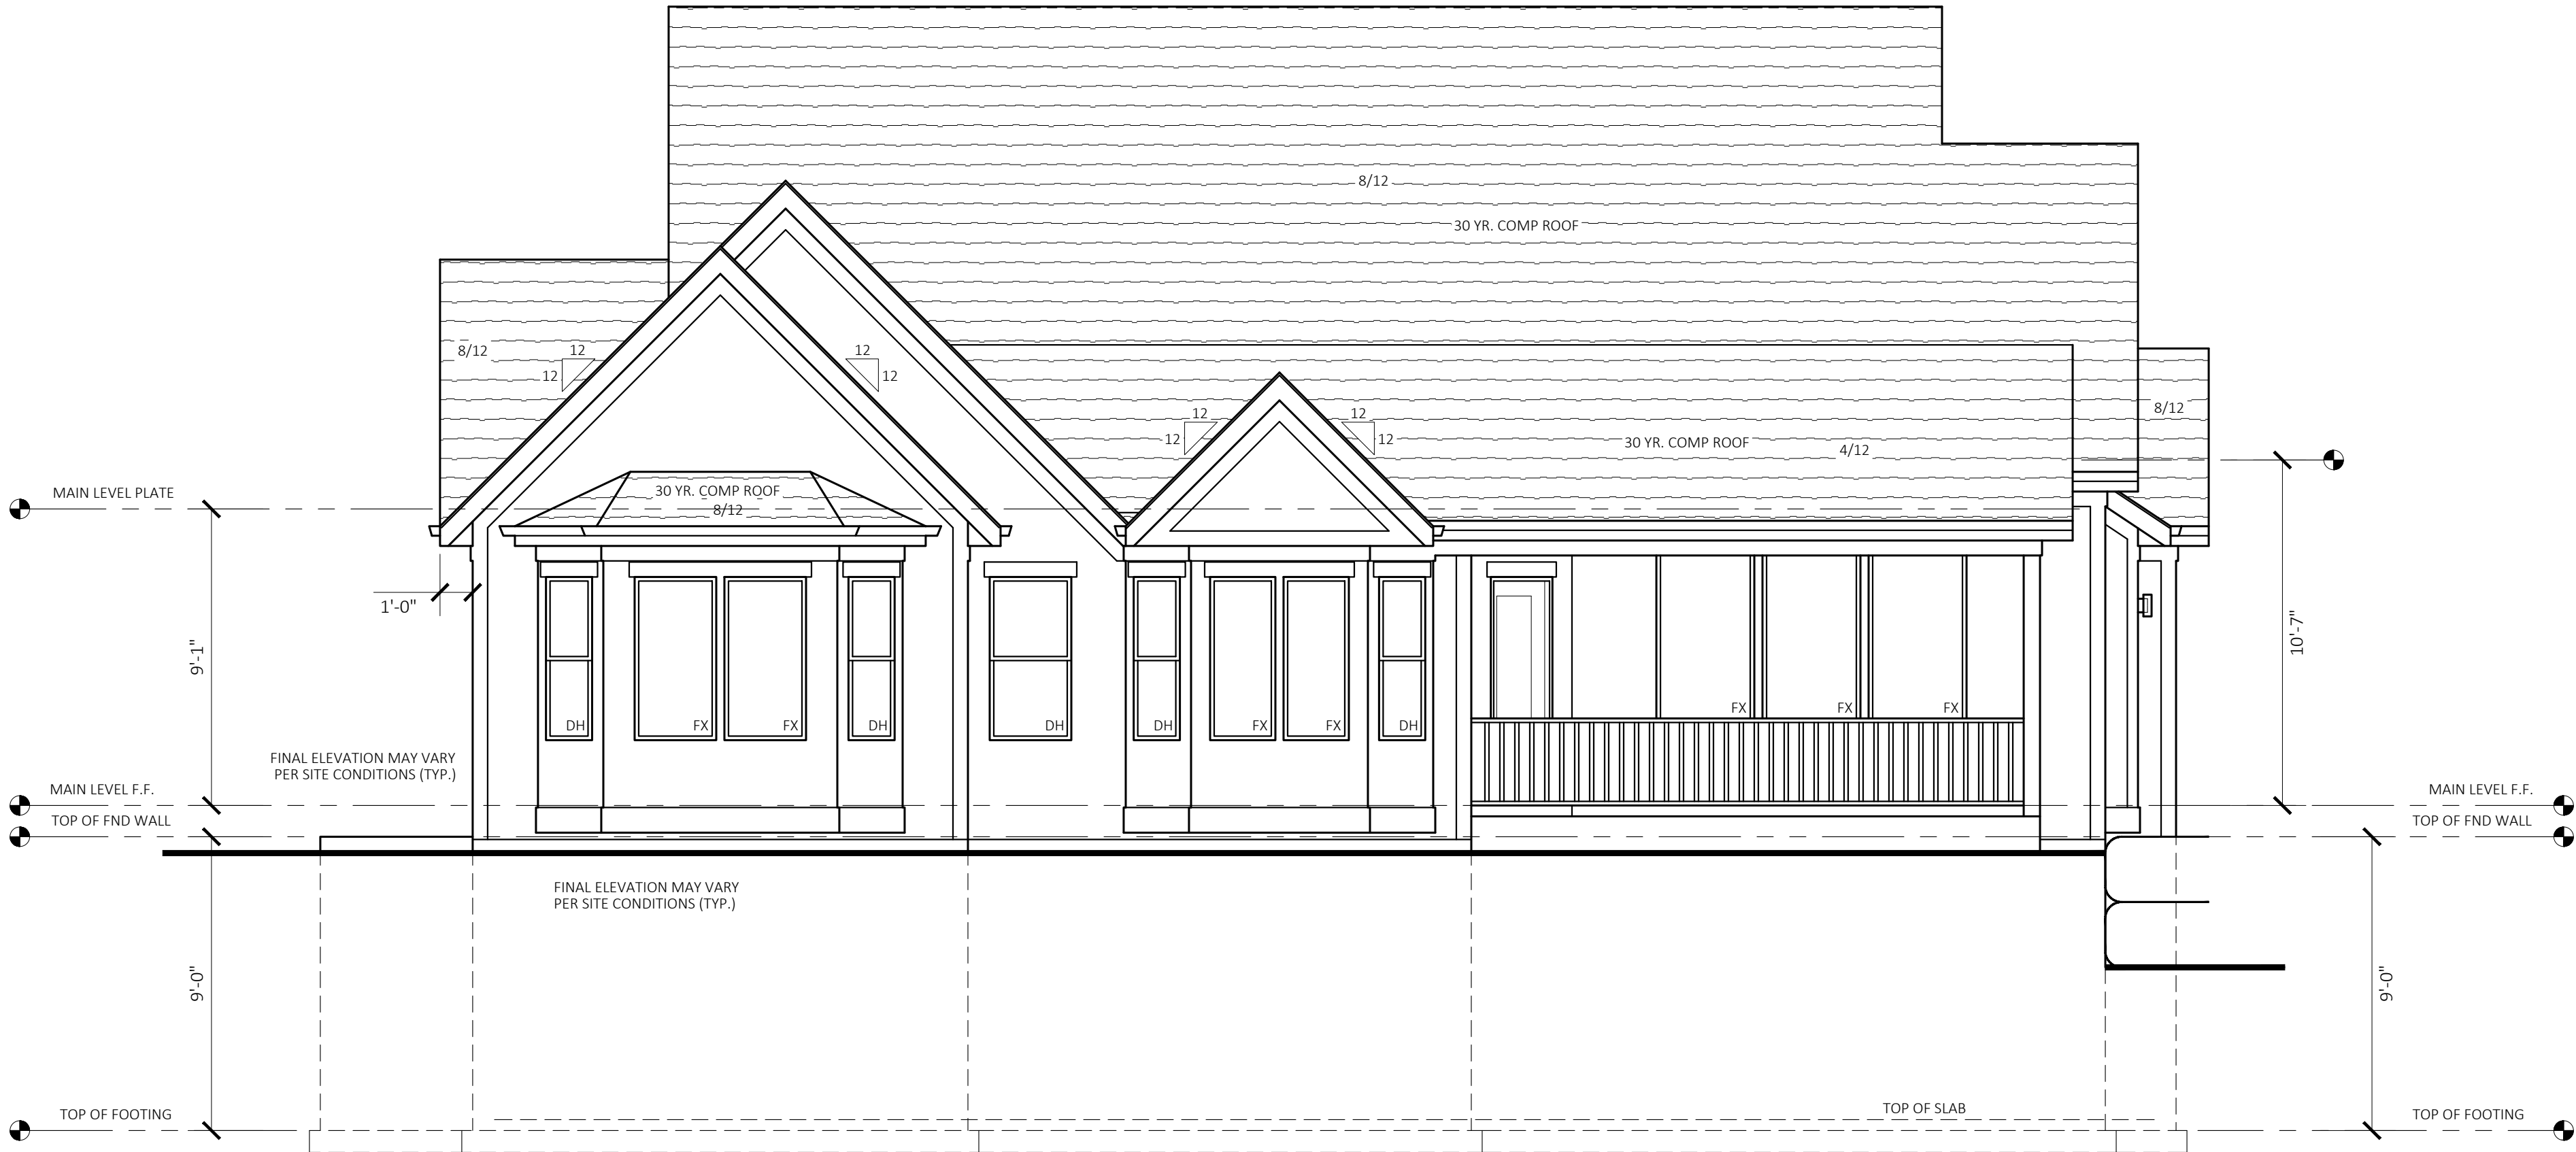 8/12
30 YR. COMP ROOF
8/12
12
12
12
12
12
12
12
12
8/12
30 YR. COMP ROOF
4/12
MAIN LEVEL PLATE
30 YR. COMP ROOF
8/12
1'-0"
9'-1"
10'-7"
DH
FX
FX
DH
DH
DH
FX
FX
DH
FX
FX
FX
FINAL ELEVATION MAY VARY
PER SITE CONDITIONS (TYP.)
MAIN LEVEL F.F.
MAIN LEVEL F.F.
TOP OF FND WALL
TOP OF FND WALL
FINAL ELEVATION MAY VARY
PER SITE CONDITIONS (TYP.)
9'-0"
9'-0"
TOP OF FOOTING
TOP OF SLAB
TOP OF FOOTING